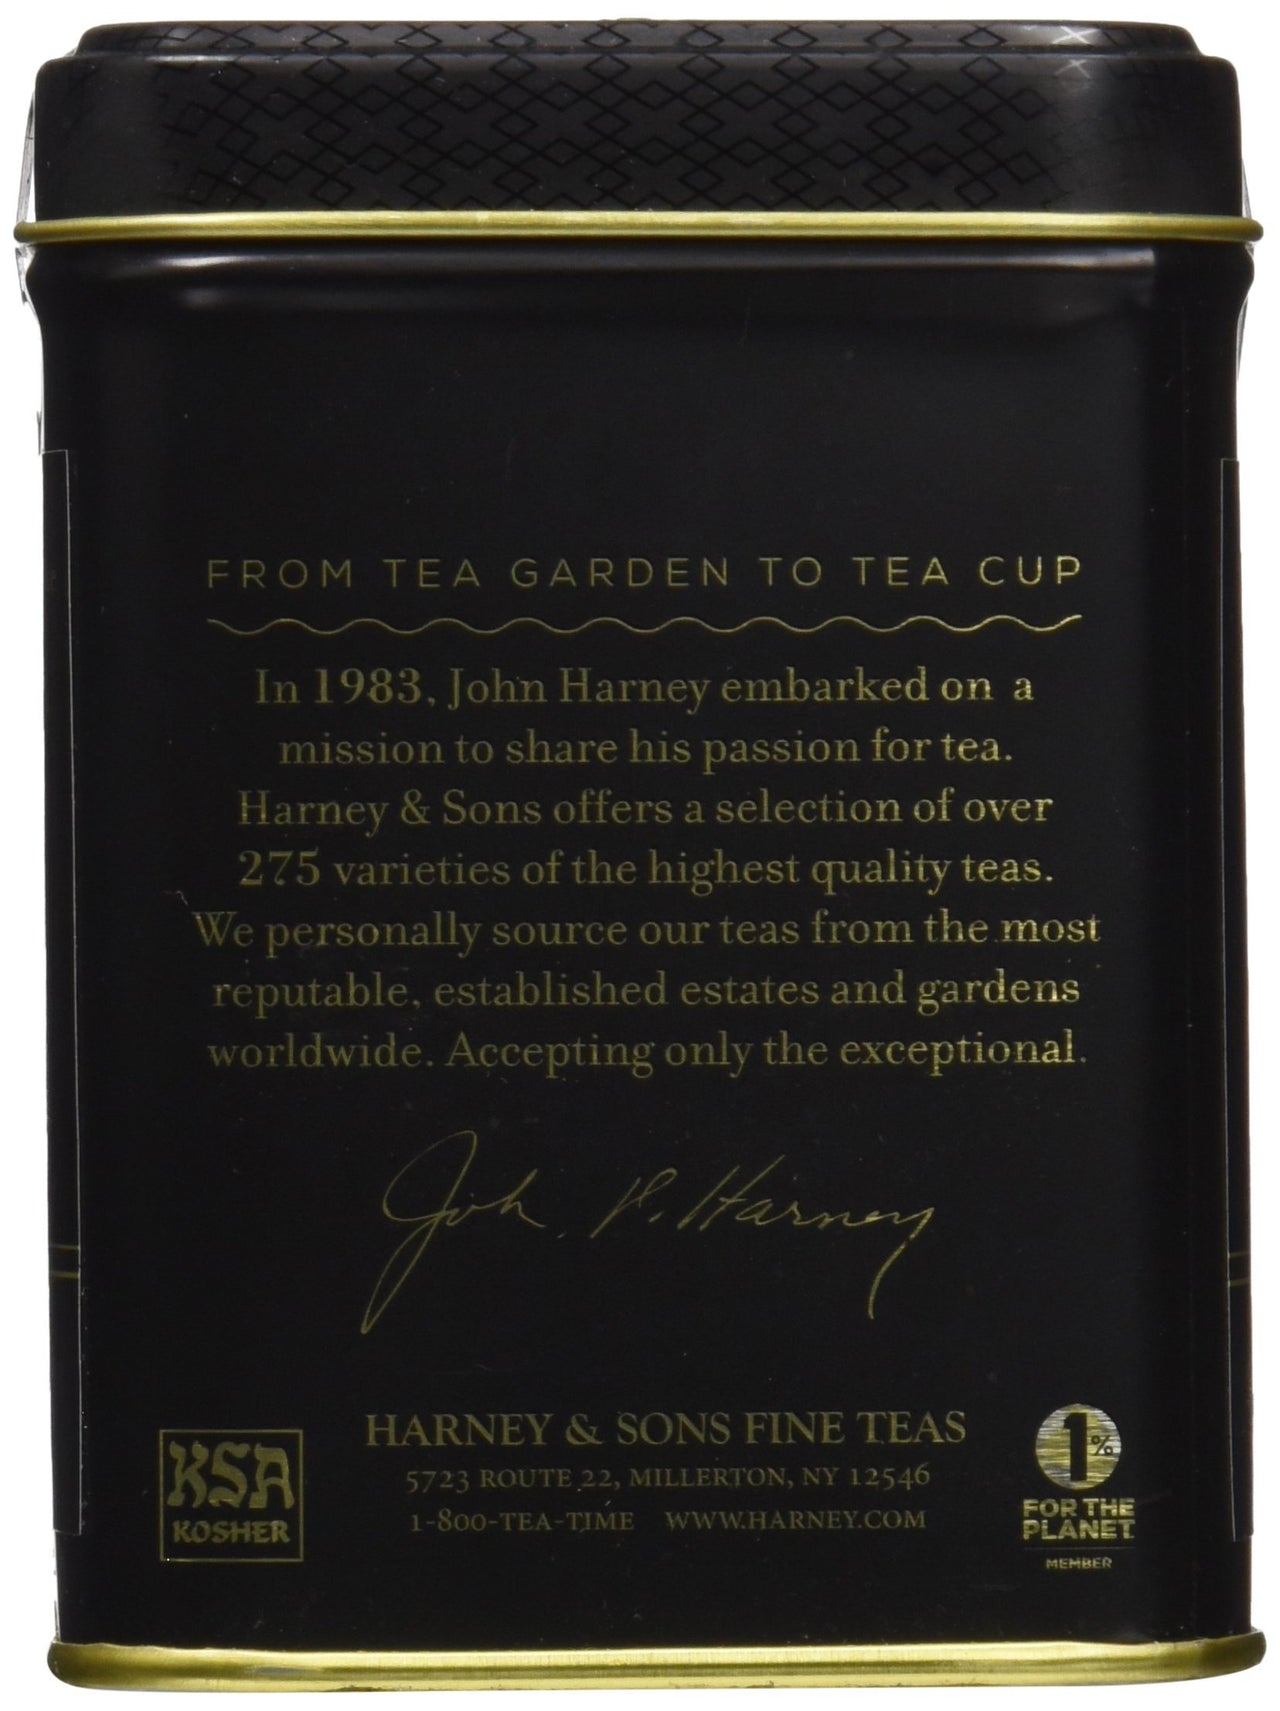 FROM TEA GARDEN TO TEA CUP
In 1983, John Harney embarked on a
mission to share his passion for tea.
Harney & Sons offers a selection of over
275 varieties of the highest quality teas.
We personally source our teas from the most
reputable, established estates and gardens
worldwide. Accepting only the exceptional.
John P. Harney
HARNEY & SONS FINE TEAS
5723 ROUTE 22, MILLERTON, NY 12546
1-800-TEA-TIME WWW.HARNEY.COM
KSA
KOSHER
1%
FOR THE
PLANET
MEMBER